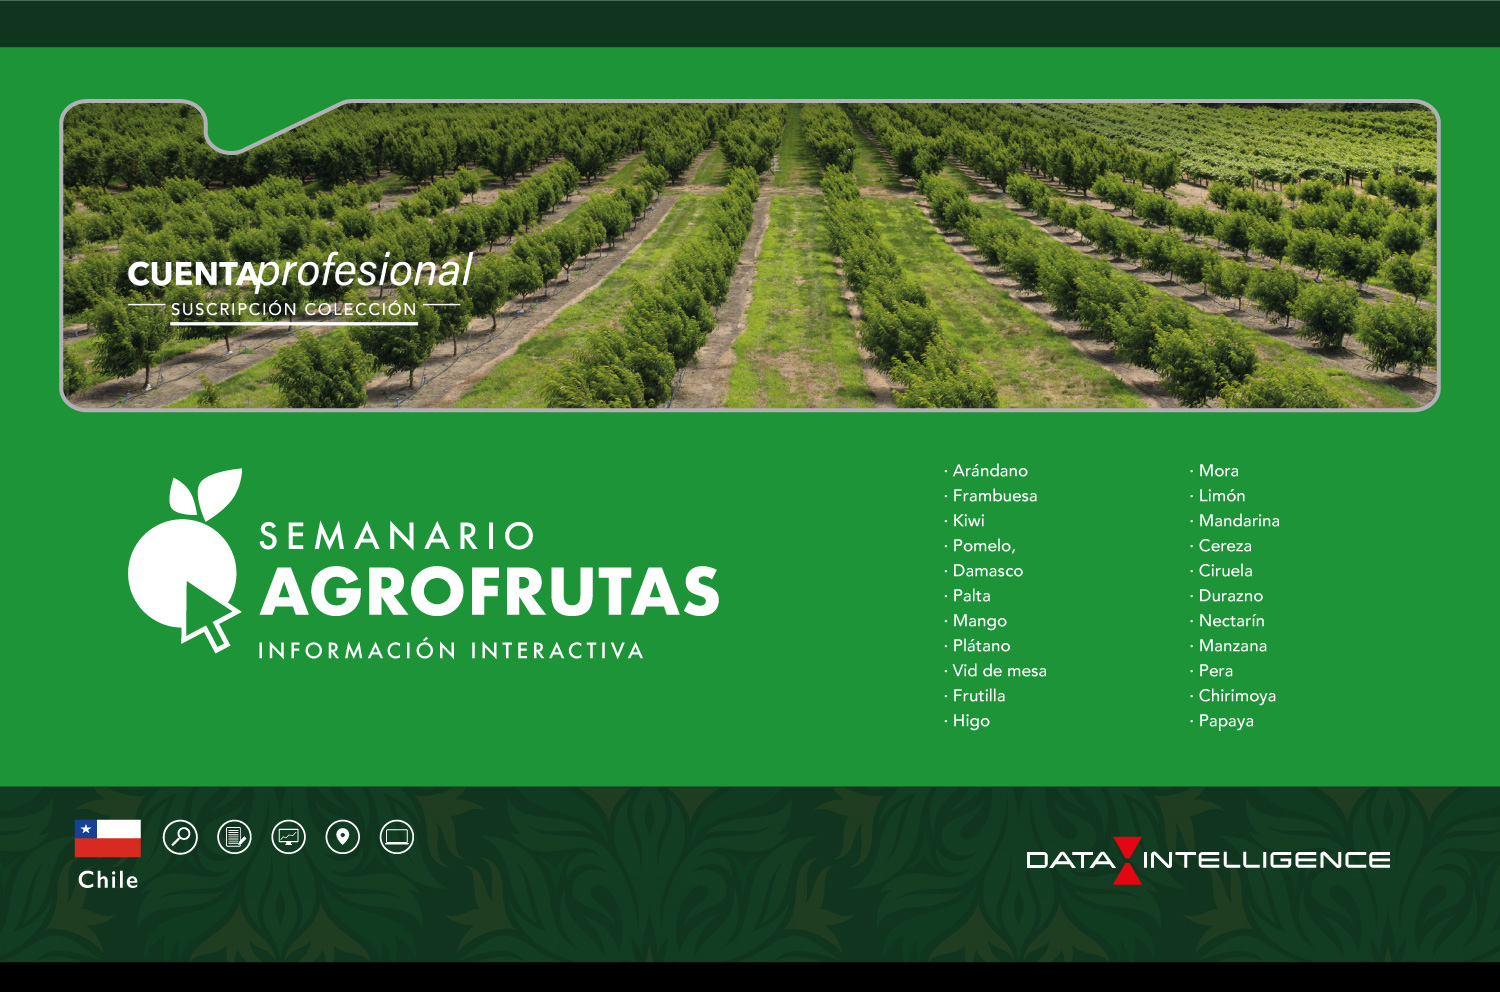 CUENTAprofesional
SUSCRIPCIÓN COLECCIÓN
SEMANARIO
AGROFRUTAS
INFORMACIÓN INTERACTIVA
· Arándano
· Frambuesa
· Kiwi
· Pomelo,
· Damasco
· Palta
· Mango
· Plátano
· Vid de mesa
· Frutilla
· Higo
· Mora
· Limón
· Mandarina
· Cereza
· Ciruela
· Durazno
· Nectarín
· Manzana
· Pera
· Chirimoya
· Papaya
Chile
DATA INTELLIGENCE